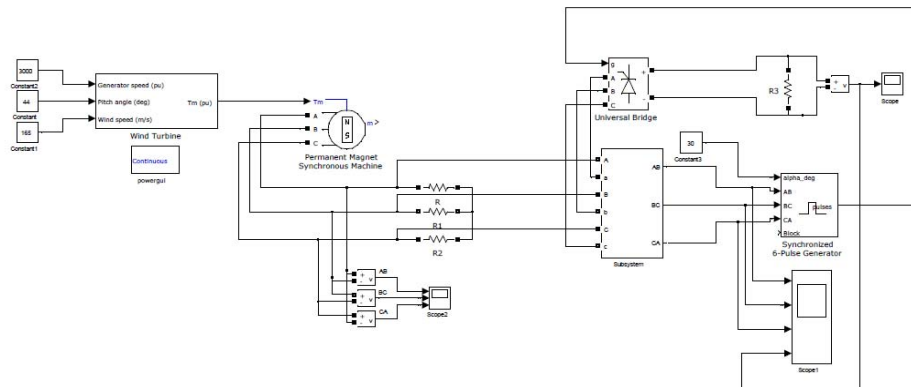 3000
Constant2
44
Constant
165
Constant1
Generator speed (pu)
Pitch angle (deg)
Wind speed (m/s)
Tm (pu)
Wind Turbine
Continuous
powergui
Tm
A
B
C
m
N
S
Permanent Magnet
Synchronous Machine
R
R1
R2
+
-
v
AB
+
-
v
BC
+
-
v
CA
Scope2
g
A
B
C
+
-
Universal Bridge
R3
+
-
v
Scope
30
Constant3
A
a
B
b
C
c
AB
BC
CA
Subsystem
alpha_deg
AB
BC
CA
Block
pulses
Synchronized
6-Pulse Generator
Scope1